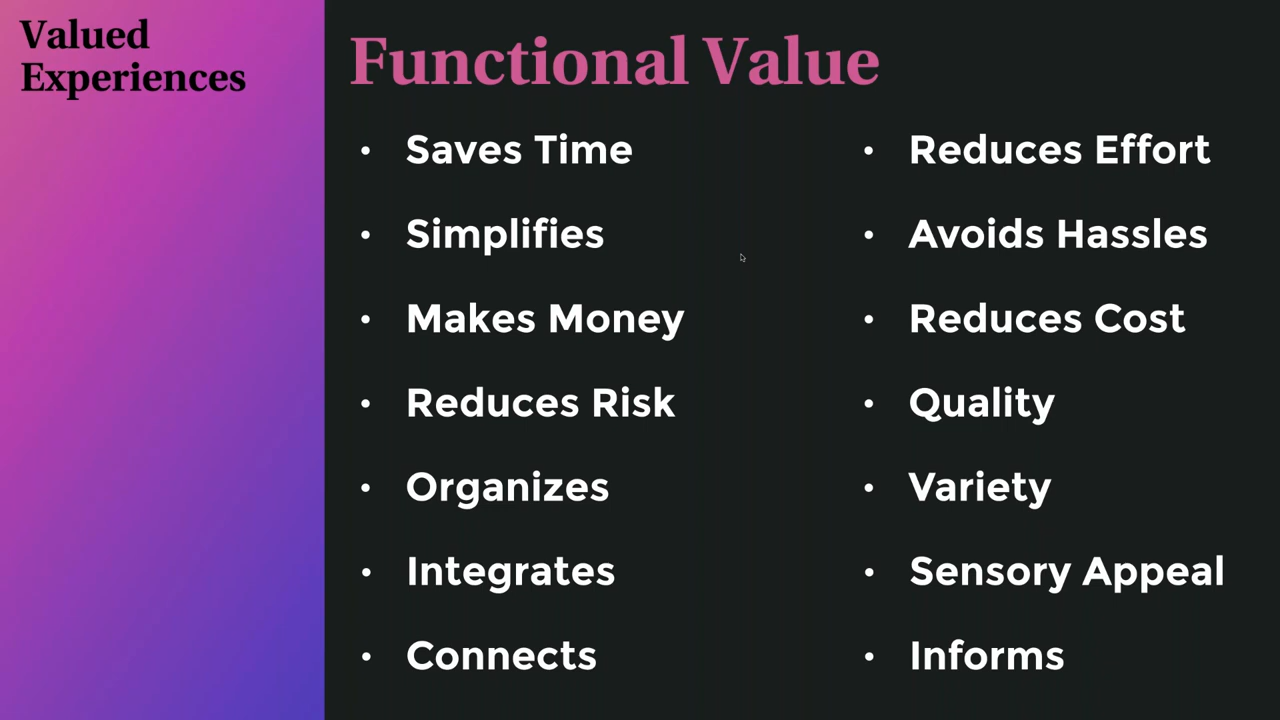 Valued
Experiences
Functional Value
• Saves Time
• Simplifies
• Makes Money
• Reduces Risk
• Organizes
• Integrates
• Connects
• Reduces Effort
• Avoids Hassles
• Reduces Cost
• Quality
• Variety
• Sensory Appeal
• Informs